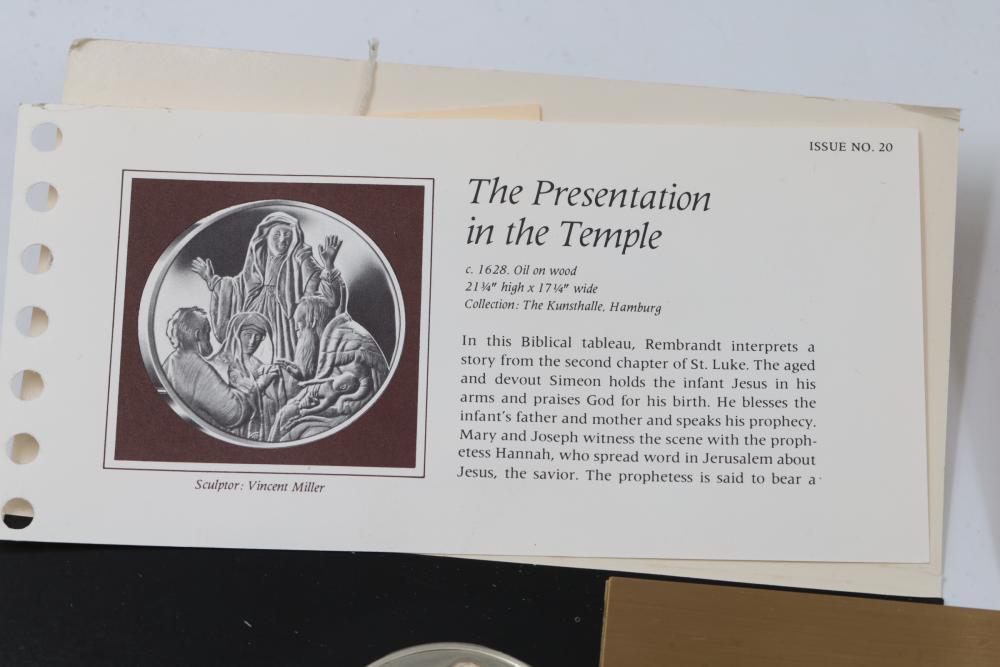 ISSUE NO. 20
The Presentation
in the Temple
c. 1628. Oil on wood
21¾" high x 17¼" wide
Collection: The Kunsthalle, Hamburg
In this Biblical tableau, Rembrandt interprets a
story from the second chapter of St. Luke. The aged
and devout Simeon holds the infant Jesus in his
arms and praises God for his birth. He blesses the
infant's father and mother and speaks his prophecy.
Mary and Joseph witness the scene with the proph-
etess Hannah, who spread word in Jerusalem about
Jesus, the savior. The prophetess is said to bear a
Sculptor: Vincent Miller